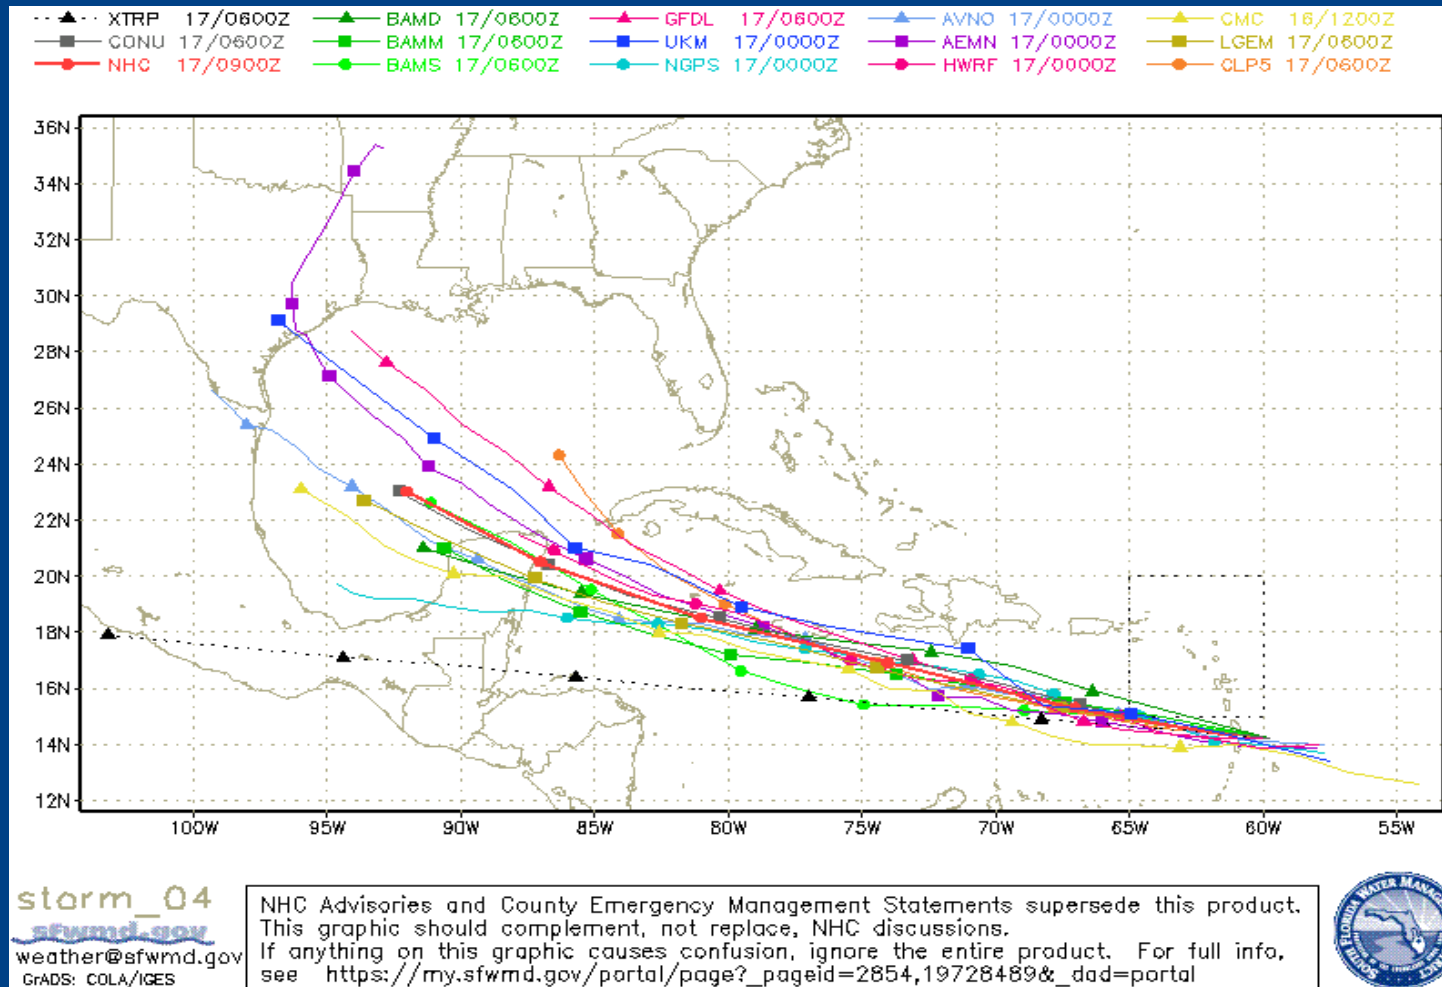 XTRP 17/0600Z BAMD 17/0600Z GFDL 17/0600Z AVNO 17/0000Z CMC 16/1200Z
CONU 17/0600Z BAMM 17/0600Z UKM 17/0000Z AEMN 17/0000Z LGEM 17/0600Z
NHC 17/0900Z BAMS 17/0600Z NGPS 17/0000Z HWRF 17/0000Z CLP5 17/0600Z
36N
34N
32N
30N
28N
26N
24N
22N
20N
18N
16N
14N
12N
100W 95W 90W 85W 80W 75W 70W 65W 60W 55W
storm_04
sfwmd.gov
weather@sfwmd.gov
GrADS: COLA/IGES
NHC Advisories and County Emergency Management Statements supersede this product.
This graphic should complement, not replace, NHC discussions.
If anything on this graphic causes confusion, ignore the entire product. For full info,
see https://my.sfwmd.gov/portal/page?_pageid=2854,19728489&_dad=portal